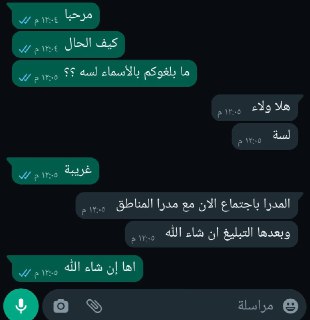 مرحبا
١٢:٠٤ م
كيف الحال
١٢:٠٤ م
ما بلغوكم بالأسماء لسه ؟؟
١٢:٠٥ م
هلا ولاء
١٢:٠٥ م
لسة
١٢:٠٥ م
غريبة
١٢:٠٥ م
المدرا باجتماع الان مع مدرا المناطق
١٢:٠٥ م
وبعدها التبليغ ان شاء الله
١٢:٠٥ م
اها إن شاء الله
١٢:٠٥ م
مراسلة